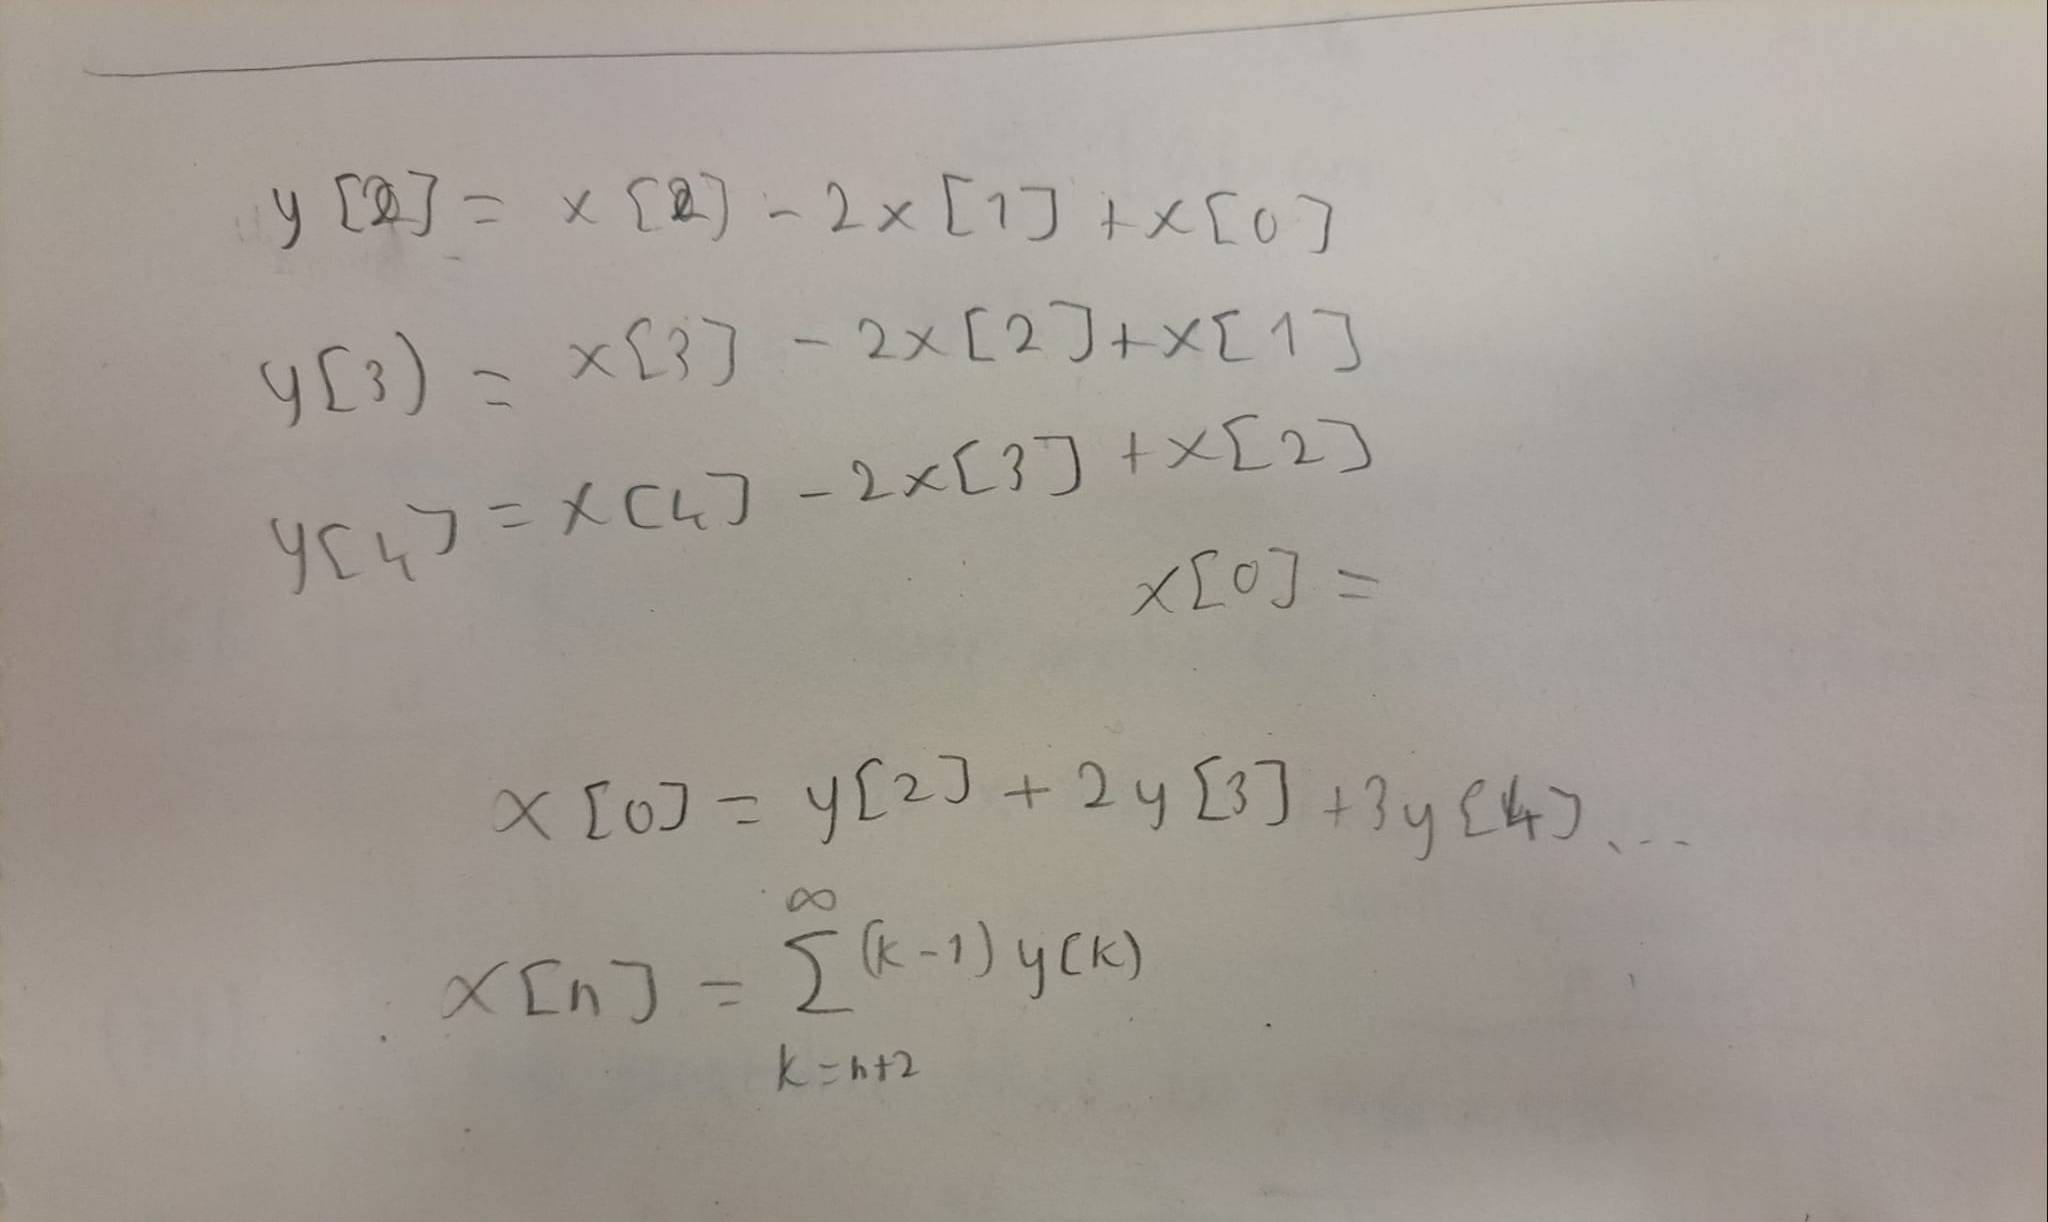 y[2] = x[2] - 2x[1] + x[0]
y[3) = x[3] - 2x[2] + x[1]
y[4] = x[4] - 2x[3] + x[2]
x[0] =
x[0] = y[2] + 2y[3] + 3y[4] ...
x[n] = ∑_{k=n+2}^{∞} (k-1) y[k)